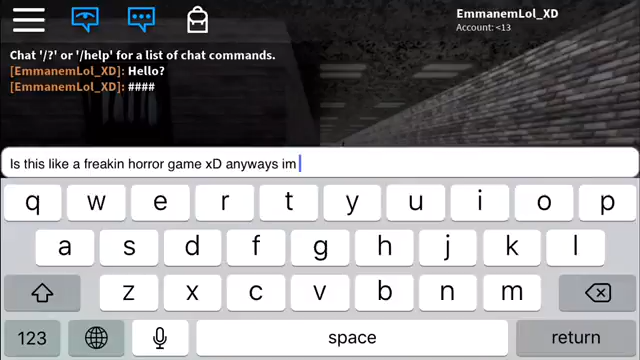 EmmanemLol_XD
Account: <13
Chat '/?' or '/help' for a list of chat commands.
[EmmanemLol_XD]: Hello?
[EmmanemLol_XD]: ####
Is this like a freakin horror game xD anyways im
q w e r t y u i o p
a s d f g h j k l
z x c v b n m
123 space return